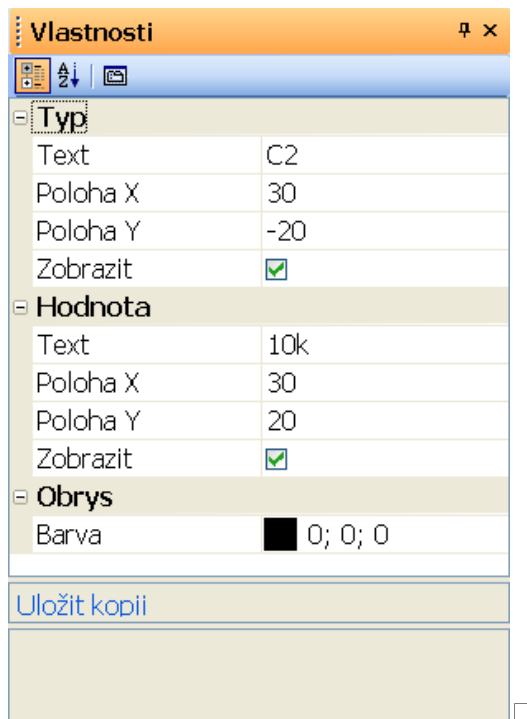 Vlastnosti
Typ
Text C2
Poloha X 30
Poloha Y -20
Zobrazit
Hodnota
Text 10k
Poloha X 30
Poloha Y 20
Zobrazit
Obrys
Barva 0; 0; 0
Uložit kopii